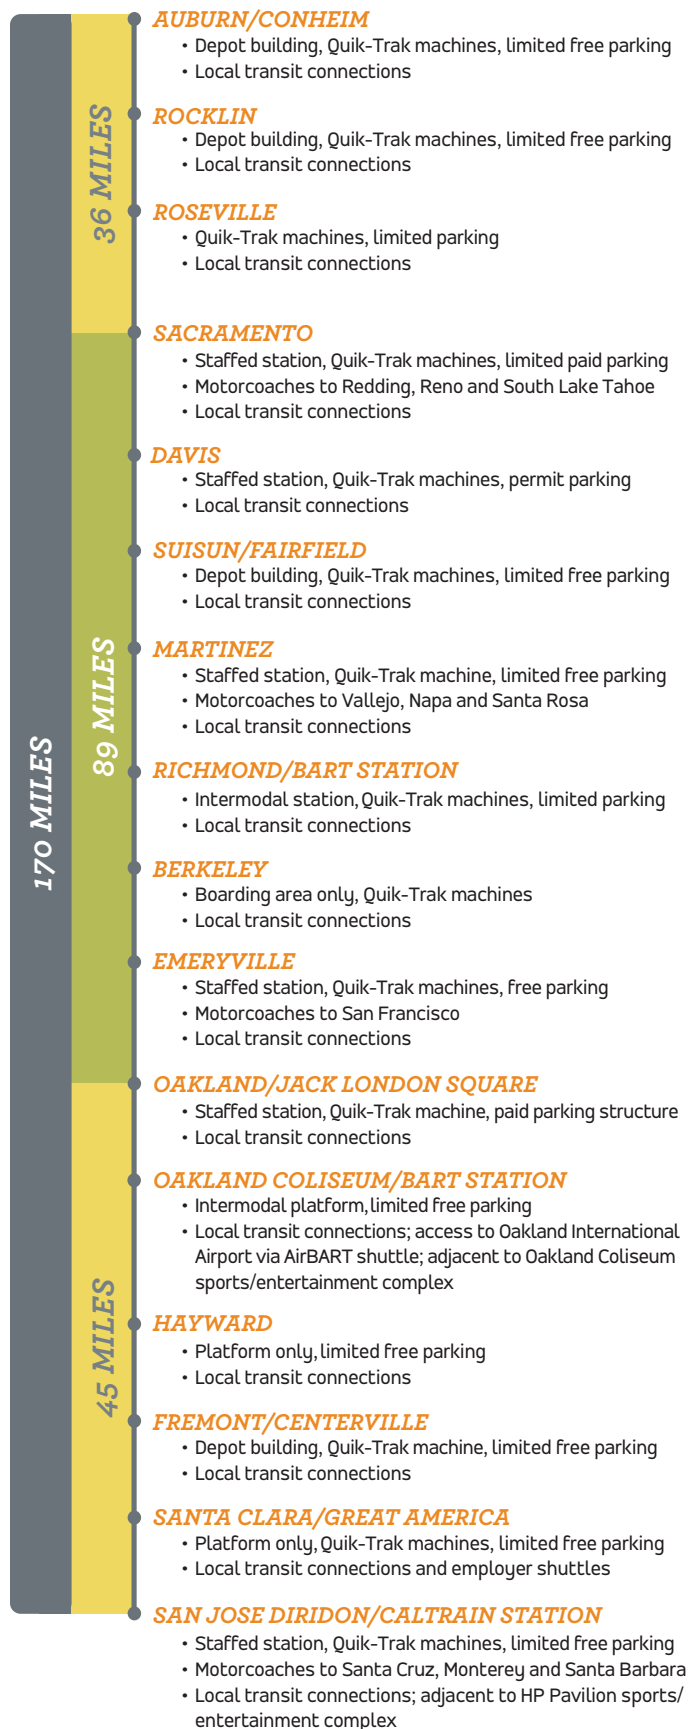 AUBURN/CONHEIM
• Depot building, Quik-Trak machines, limited free parking
• Local transit connections
ROCKLIN
• Depot building, Quik-Trak machines, limited free parking
• Local transit connections
36 MILES
ROSEVILLE
• Quik-Trak machines, limited parking
• Local transit connections
SACRAMENTO
• Staffed station, Quik-Trak machines, limited paid parking
• Motorcoaches to Redding, Reno and South Lake Tahoe
• Local transit connections
DAVIS
• Staffed station, Quik-Trak machines, permit parking
• Local transit connections
SUISUN/FAIRFIELD
• Depot building, Quik-Trak machines, limited free parking
• Local transit connections
MARTINEZ
• Staffed station, Quik-Trak machine, limited free parking
• Motorcoaches to Vallejo, Napa and Santa Rosa
• Local transit connections
89 MILES
RICHMOND/BART STATION
• Intermodal station, Quik-Trak machines, limited parking
• Local transit connections
170 MILES
BERKELEY
• Boarding area only, Quik-Trak machines
• Local transit connections
EMERYVILLE
• Staffed station, Quik-Trak machines, free parking
• Motorcoaches to San Francisco
• Local transit connections
OAKLAND/JACK LONDON SQUARE
• Staffed station, Quik-Trak machine, paid parking structure
• Local transit connections
OAKLAND COLISEUM/BART STATION
• Intermodal platform, limited free parking
• Local transit connections; access to Oakland International
Airport via AirBART shuttle; adjacent to Oakland Coliseum
sports/entertainment complex
HAYWARD
• Platform only, limited free parking
• Local transit connections
45 MILES
FREMONT/CENTERVILLE
• Depot building, Quik-Trak machine, limited free parking
• Local transit connections
SANTA CLARA/GREAT AMERICA
• Platform only, Quik-Trak machines, limited free parking
• Local transit connections and employer shuttles
SAN JOSE DIRIDON/CALTRAIN STATION
• Staffed station, Quik-Trak machines, limited free parking
• Motorcoaches to Santa Cruz, Monterey and Santa Barbara
• Local transit connections; adjacent to HP Pavilion sports/
entertainment complex